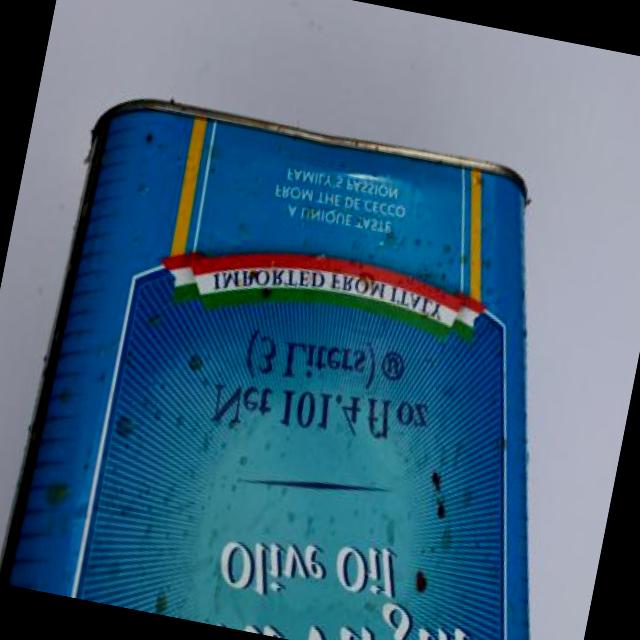 Olive Oil
Net 101.4 fl oz
(3 Liters) ®
IMPORTED FROM ITALY
A UNIQUE TASTE
FROM THE DE CECCO
FAMILY'S PASSION